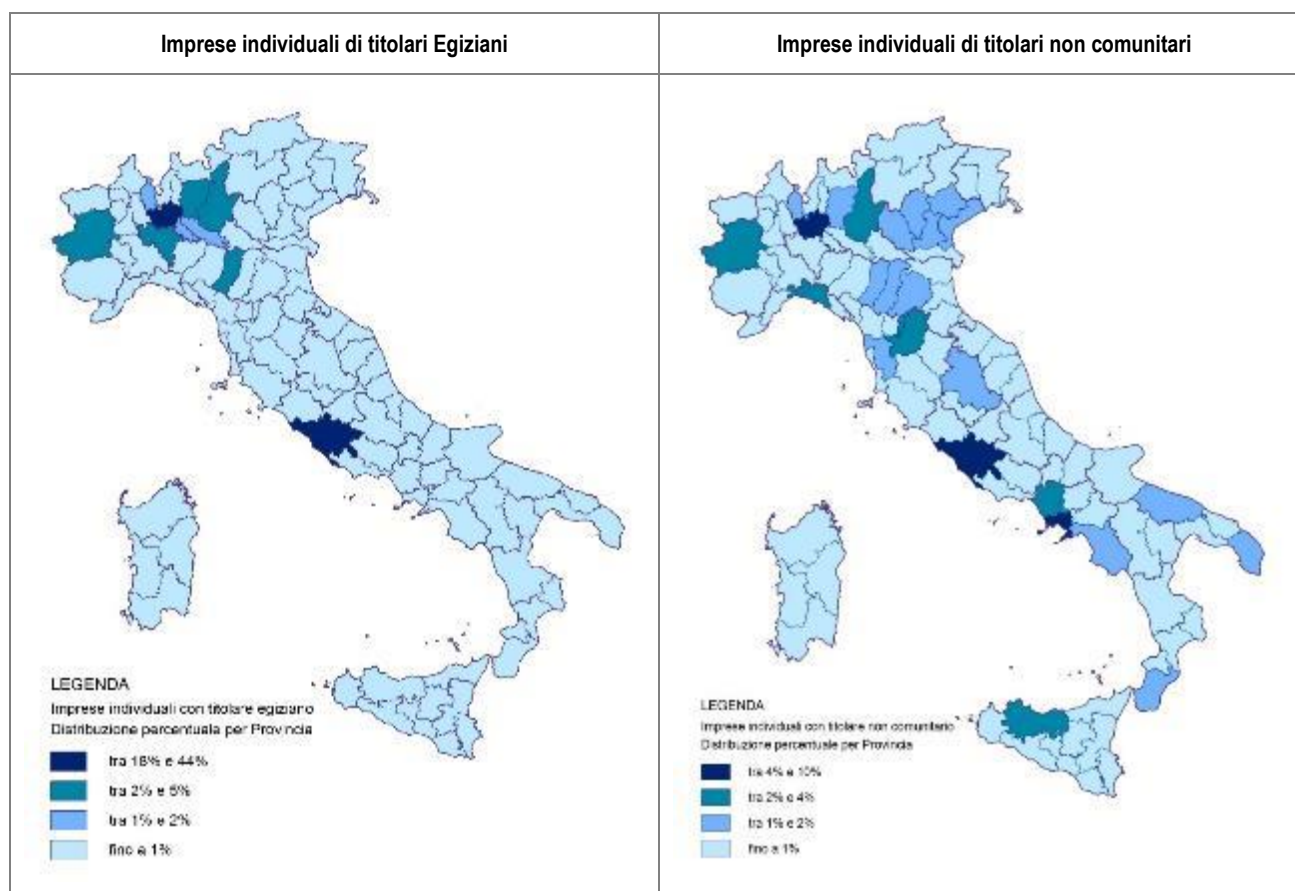 Imprese individuali di titolari Egiziani
Imprese individuali di titolari non comunitari
LEGENDA
Imprese individuali con titolare egiziano
Distribuzione percentuale per Provincia
tra 18% e 44%
tra 2% e 5%
tra 1% e 2%
fino a 1%
LEGENDA
Imprese individuali con titolare non comunitario
Distribuzione percentuale per Provincia
tra 4% e 10%
tra 2% e 4%
tra 1% e 2%
fino a 1%